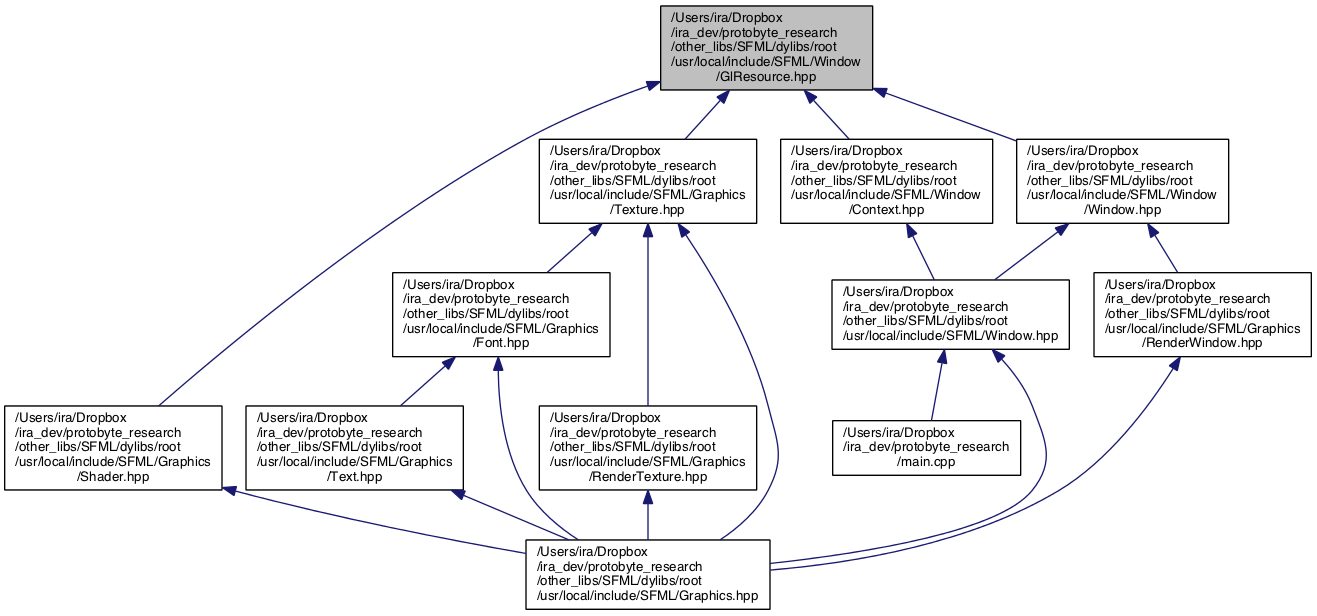 /Users/ira/Dropbox
/ira_dev/protobyte_research
/other_libs/SFML/dylibs/root
/usr/local/include/SFML/Window
/GlResource.hpp
/Users/ira/Dropbox
/ira_dev/protobyte_research
/other_libs/SFML/dylibs/root
/usr/local/include/SFML/Graphics
/Texture.hpp
/Users/ira/Dropbox
/ira_dev/protobyte_research
/other_libs/SFML/dylibs/root
/usr/local/include/SFML/Window
/Context.hpp
/Users/ira/Dropbox
/ira_dev/protobyte_research
/other_libs/SFML/dylibs/root
/usr/local/include/SFML/Window
/Window.hpp
/Users/ira/Dropbox
/ira_dev/protobyte_research
/other_libs/SFML/dylibs/root
/usr/local/include/SFML/Graphics
/Font.hpp
/Users/ira/Dropbox
/ira_dev/protobyte_research
/other_libs/SFML/dylibs/root
/usr/local/include/SFML/Window.hpp
/Users/ira/Dropbox
/ira_dev/protobyte_research
/other_libs/SFML/dylibs/root
/usr/local/include/SFML/Graphics
/RenderWindow.hpp
/Users/ira/Dropbox
/ira_dev/protobyte_research
/other_libs/SFML/dylibs/root
/usr/local/include/SFML/Graphics
/Shader.hpp
/Users/ira/Dropbox
/ira_dev/protobyte_research
/other_libs/SFML/dylibs/root
/usr/local/include/SFML/Graphics
/Text.hpp
/Users/ira/Dropbox
/ira_dev/protobyte_research
/other_libs/SFML/dylibs/root
/usr/local/include/SFML/Graphics
/RenderTexture.hpp
/Users/ira/Dropbox
/ira_dev/protobyte_research
/main.cpp
/Users/ira/Dropbox
/ira_dev/protobyte_research
/other_libs/SFML/dylibs/root
/usr/local/include/SFML/Graphics.hpp